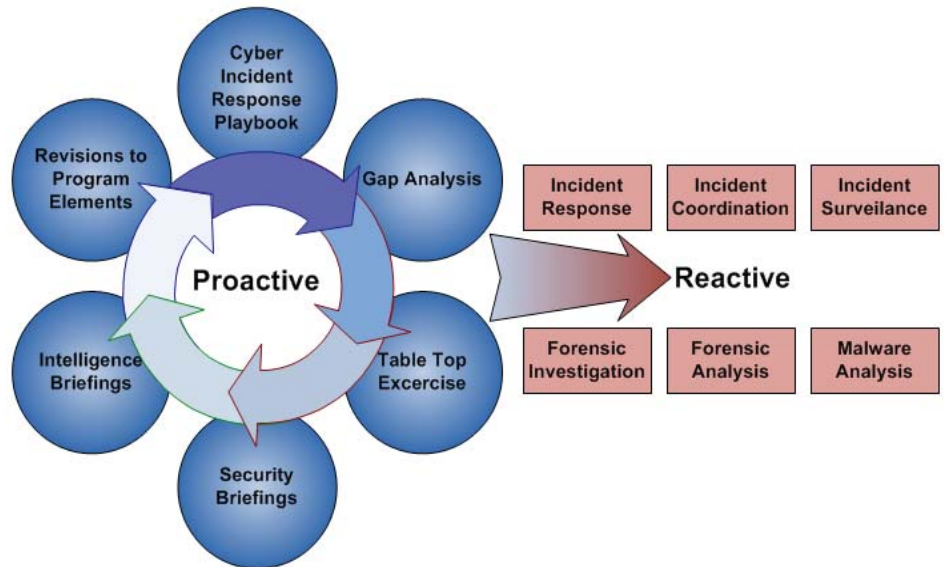 Cyber
Incident
Response
Playbook
Revisions to
Program
Elements
Gap Analysis
Proactive
Intelligence
Briefings
Table Top
Excercise
Security
Briefings
Incident
Response
Incident
Coordination
Incident
Surveilance
Reactive
Forensic
Investigation
Forensic
Analysis
Malware
Analysis